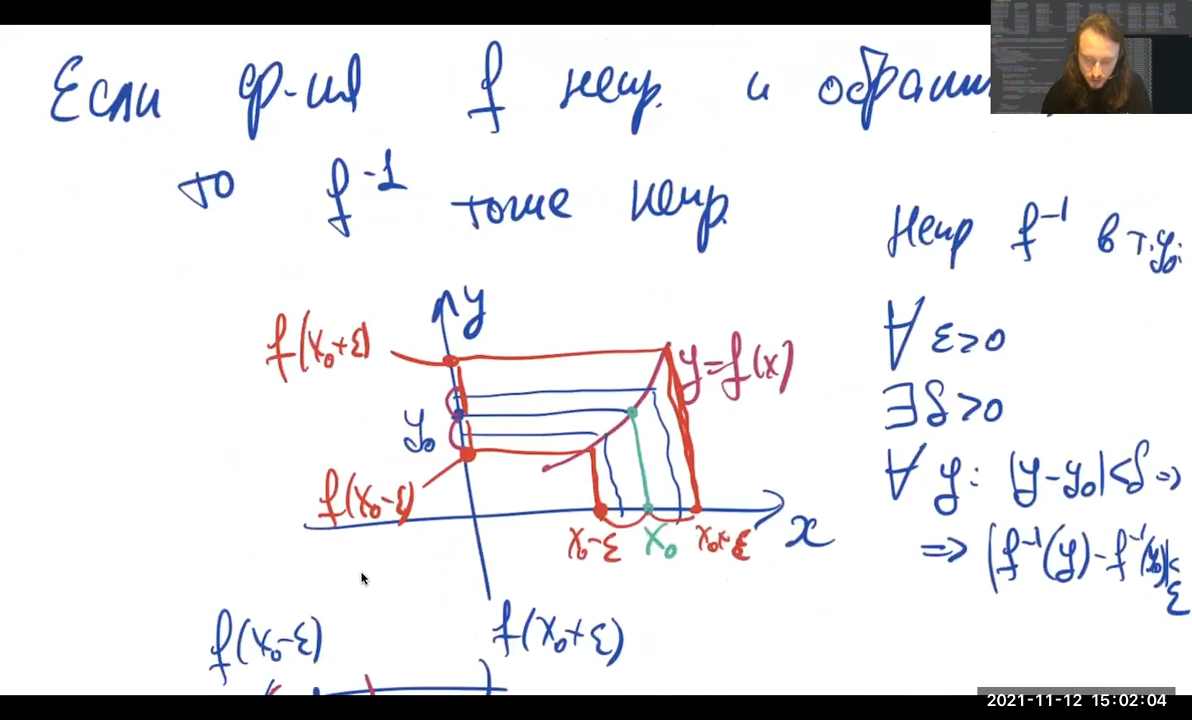 Если ф-ия f непр. и обратим
то f⁻¹ тоже непр.
Непр f⁻¹ в т. y₀:
∀ ε>0
∃ δ>0
∀ y: |y-y₀|<δ ⇒
⇒ |f⁻¹(y)-f⁻¹(y₀)|<ε
y
f(x₀+ε)
y=f(x)
y₀
f(x₀-ε)
x₀-ε x₀ x₀+ε x
f(x₀-ε) f(x₀+ε)
2021-11-12 15:02:04